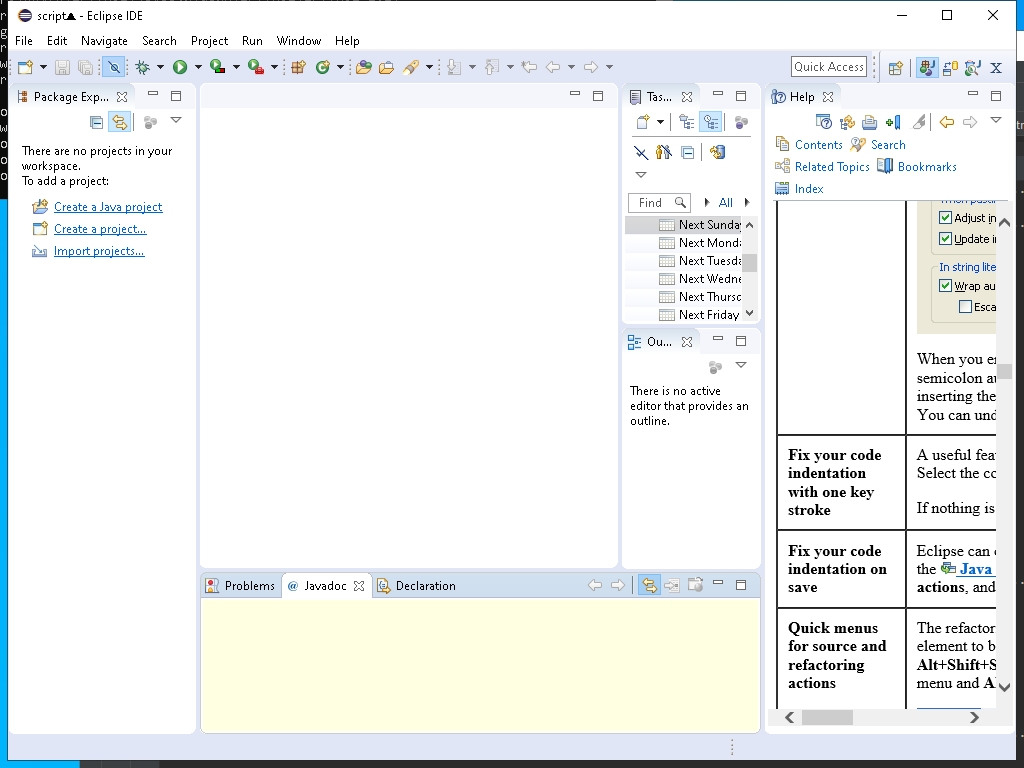 script▲ - Eclipse IDE
File Edit Navigate Search Project Run Window Help
Quick Access
Package Exp...
There are no projects in your
workspace.
To add a project:
Create a Java project
Create a project...
Import projects...
Tas...
Find All
Next Sunday
Next Monda
Next Tuesda
Next Wedne
Next Thursd
Next Friday
Ou...
There is no active
editor that provides an
outline.
Problems @ Javadoc Declaration
Help
Contents Search
Related Topics Bookmarks
Index
Adjust in
Update i
In string lite
Wrap au
Esca
When you e
semicolon au
inserting the
You can und
Fix your code
indentation
with one key
stroke
A useful fea
Select the co
If nothing is
Fix your code
indentation on
save
Eclipse can
the Java
actions, and
Quick menus
for source and
refactoring
actions
The refactor
element to b
Alt+Shift+S
menu and A